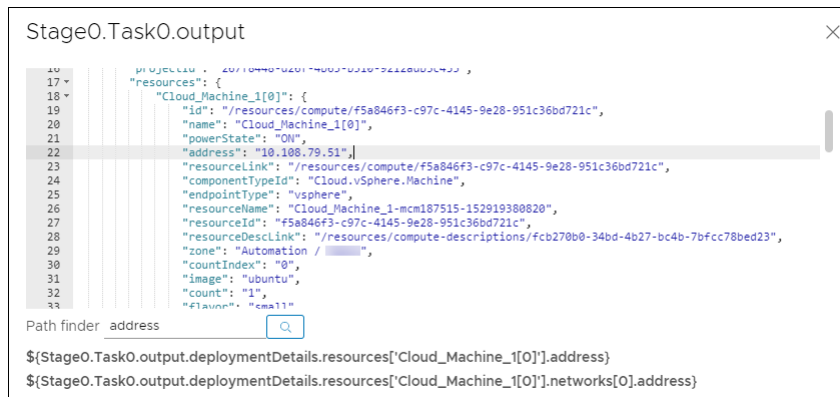 Stage0.Task0.output
16 "projectId":
17 "resources": {
18 "Cloud_Machine_1[0]": {
19 "id": "/resources/compute/f5a846f3-c97c-4145-9e28-951c36bd721c",
20 "name": "Cloud_Machine_1[0]",
21 "powerState": "ON",
22 "address": "10.108.79.51",
23 "resourceLink": "/resources/compute/f5a846f3-c97c-4145-9e28-951c36bd721c",
24 "componentTypeId": "Cloud.vSphere.Machine",
25 "endpointType": "vsphere",
26 "resourceName": "Cloud_Machine_1-mcm187515-152919380820",
27 "resourceId": "f5a846f3-c97c-4145-9e28-951c36bd721c",
28 "resourceDescLink": "/resources/compute-descriptions/fcb270b0-34bd-4b27-bc4b-7bfcc78bed23",
29 "zone": "Automation / ",
30 "countIndex": "0",
31 "image": "ubuntu",
32 "count": "1",
33 "flavor": "small"
Path finder address
${Stage0.Task0.output.deploymentDetails.resources['Cloud_Machine_1[0]'].address}
${Stage0.Task0.output.deploymentDetails.resources['Cloud_Machine_1[0]'].networks[0].address}